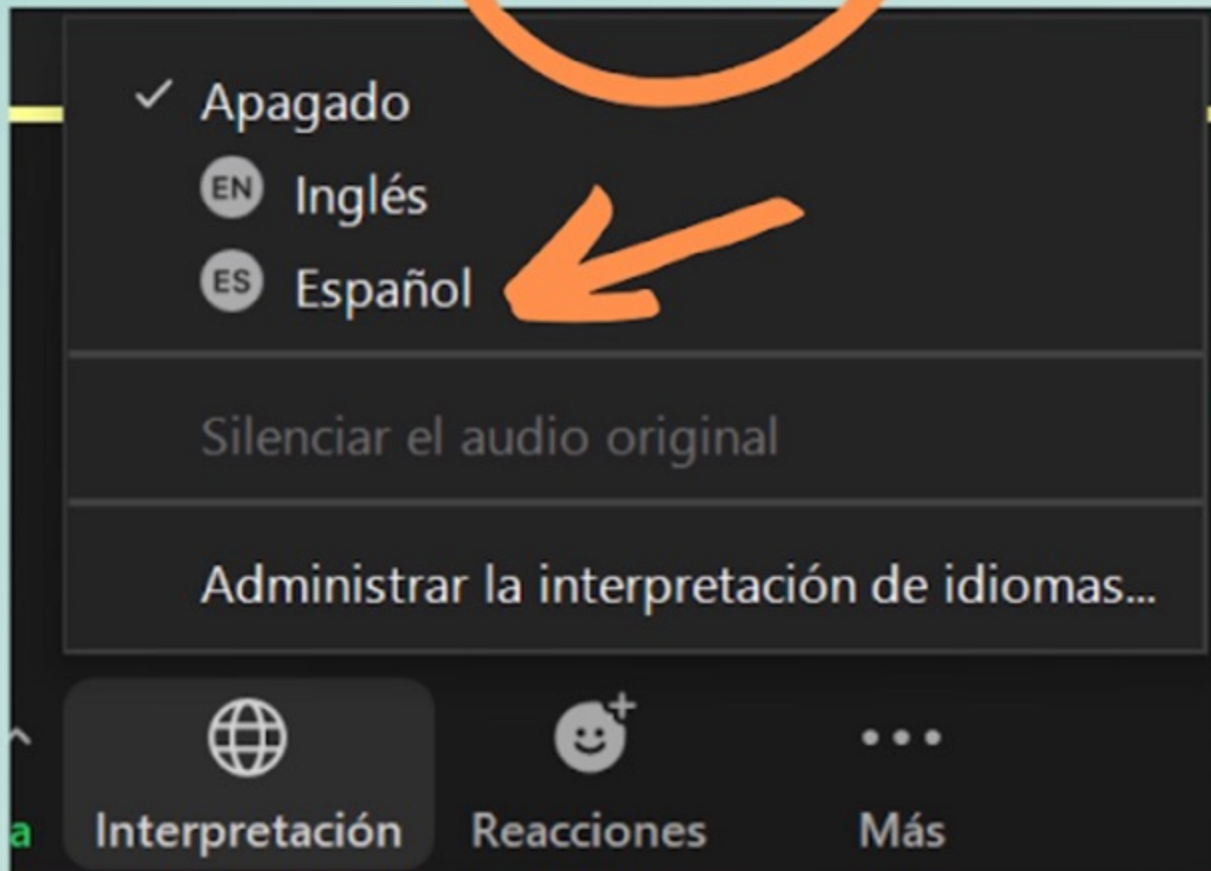 Apagado
EN Inglés
ES Español
Silenciar el audio original
Administrar la interpretación de idiomas...
a Interpretación Reacciones Más